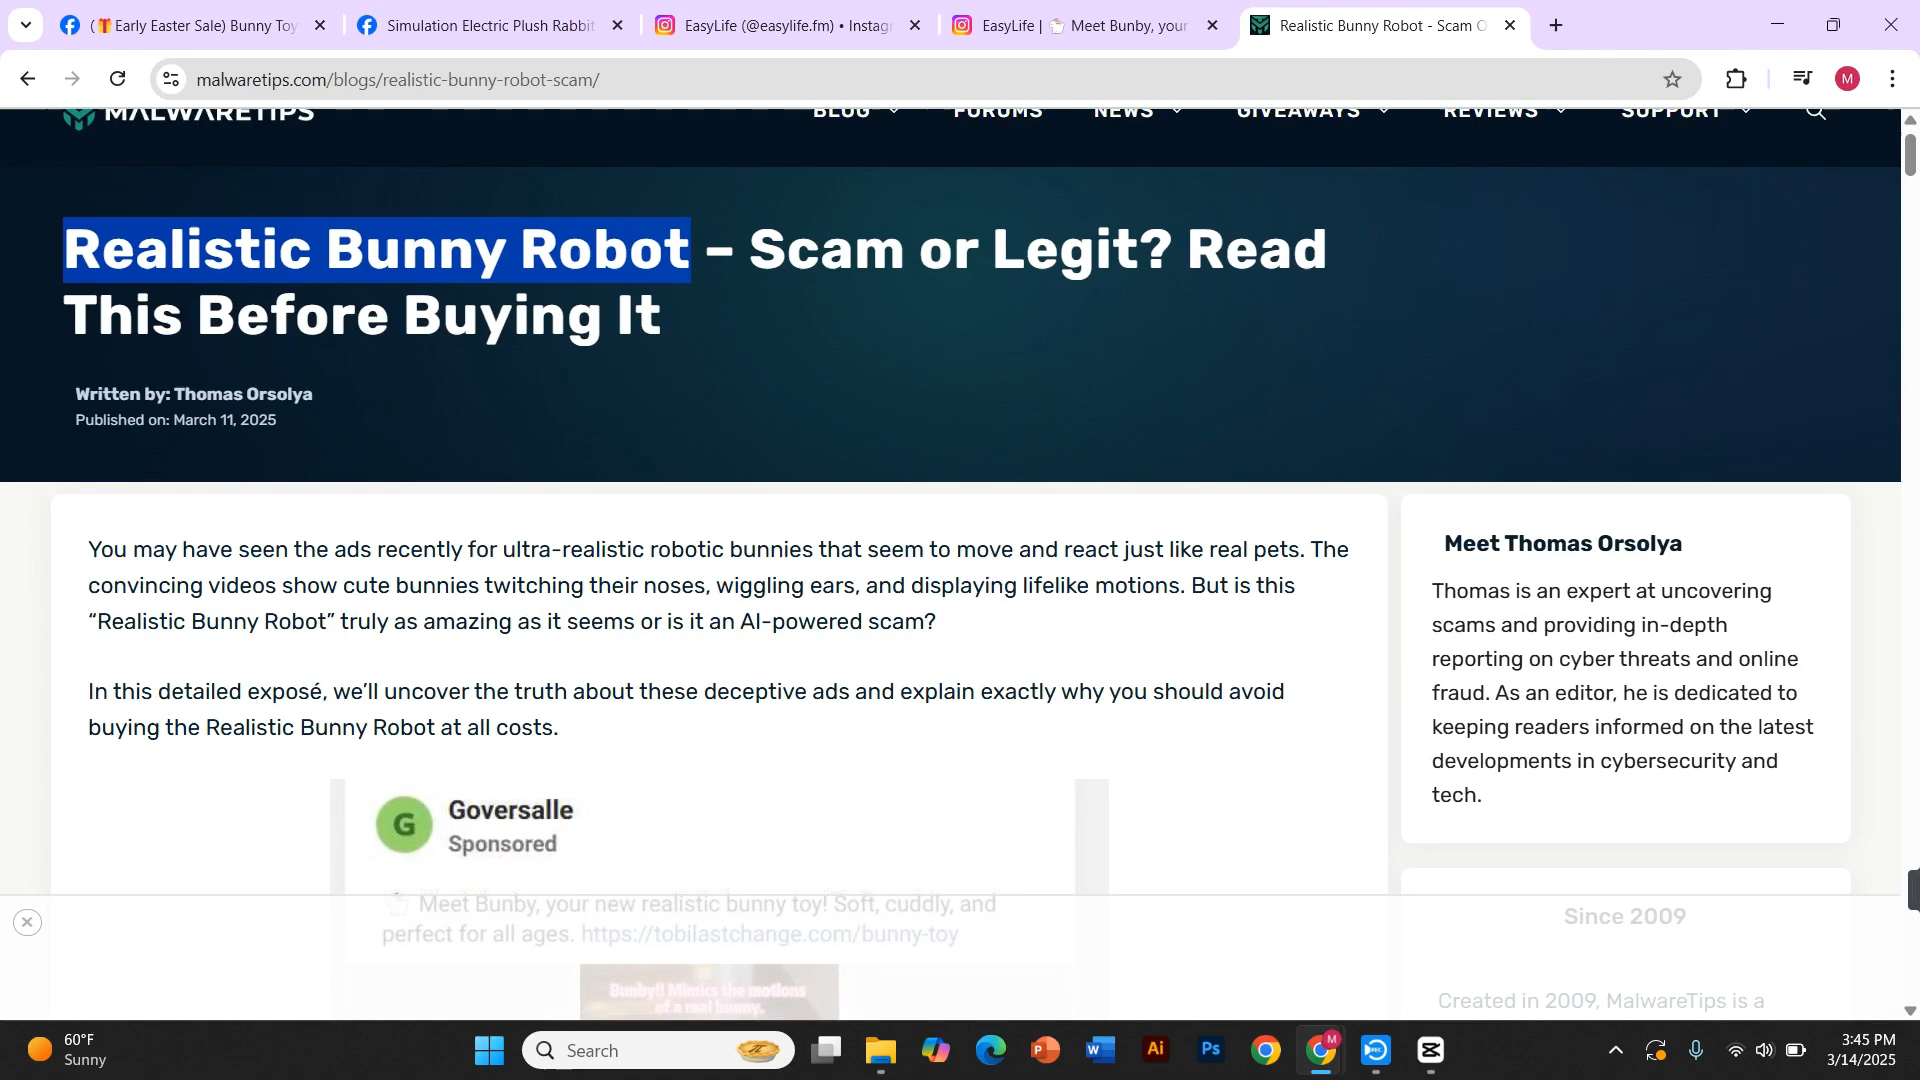 (🎁Early Easter Sale) Bunny Toy
Simulation Electric Plush Rabbit
EasyLife (@easylife.fm) • Instagr
EasyLife | 🐇 Meet Bunby, your
Realistic Bunny Robot - Scam O
malwaretips.com/blogs/realistic-bunny-robot-scam/
M
MALWARETIPS
BLOG
FORUMS
NEWS
GIVEAWAYS
REVIEWS
SUPPORT
Realistic Bunny Robot – Scam or Legit? Read
This Before Buying It
Written by: Thomas Orsolya
Published on: March 11, 2025
You may have seen the ads recently for ultra-realistic robotic bunnies that seem to move and react just like real pets. The
convincing videos show cute bunnies twitching their noses, wiggling ears, and displaying lifelike motions. But is this
“Realistic Bunny Robot” truly as amazing as it seems or is it an AI-powered scam?
In this detailed exposé, we’ll uncover the truth about these deceptive ads and explain exactly why you should avoid
buying the Realistic Bunny Robot at all costs.
G
Goversalle
Sponsored
Meet Bunby, your new realistic bunny toy! Soft, cuddly, and
perfect for all ages. https://tobilastchange.com/bunny-toy
Bunby!! Mimics the motions
of a real bunny.
Meet Thomas Orsolya
Thomas is an expert at uncovering
scams and providing in-depth
reporting on cyber threats and online
fraud. As an editor, he is dedicated to
keeping readers informed on the latest
developments in cybersecurity and
tech.
Since 2009
Created in 2009, MalwareTips is a
60°F
Sunny
Search
P
W
Ai
Ps
M
REC
3:45 PM
3/14/2025